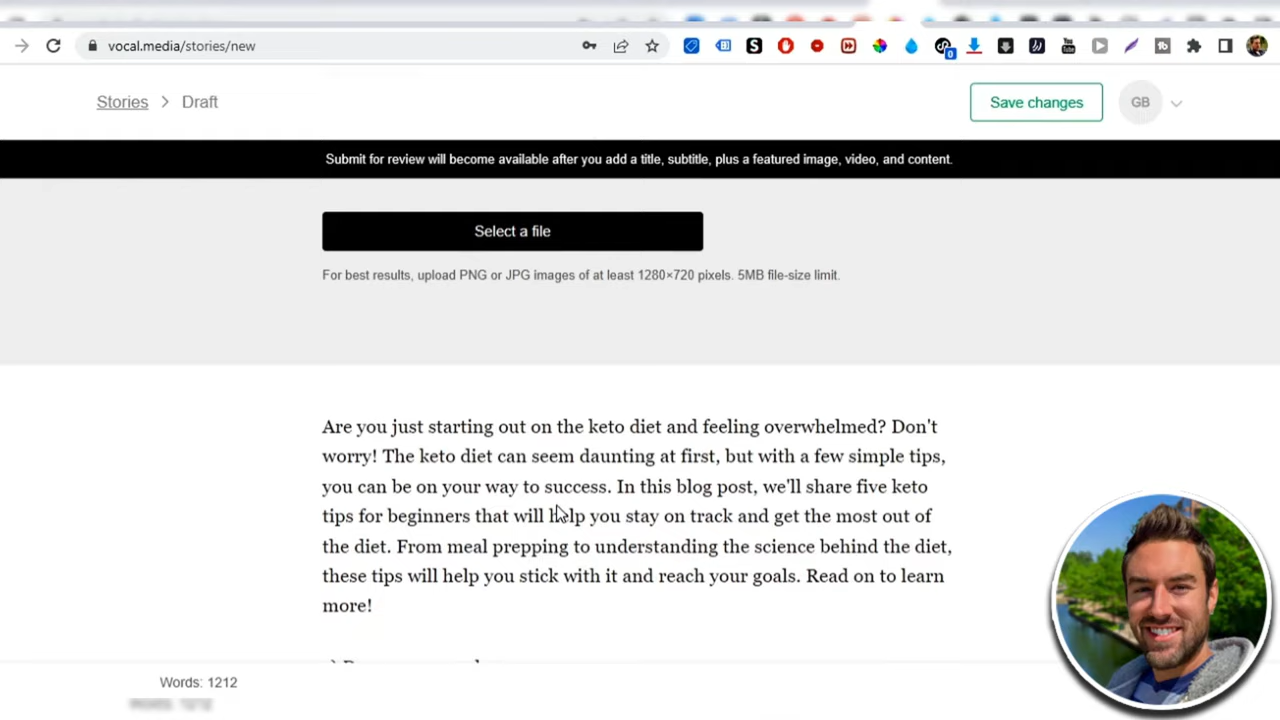 vocal.media/stories/new
Stories > Draft
Save changes
GB
Submit for review will become available after you add a title, subtitle, plus a featured image, video, and content.
Select a file
For best results, upload PNG or JPG images of at least 1280×720 pixels. 5MB file-size limit.
Are you just starting out on the keto diet and feeling overwhelmed? Don't
worry! The keto diet can seem daunting at first, but with a few simple tips,
you can be on your way to success. In this blog post, we'll share five keto
tips for beginners that will help you stay on track and get the most out of
the diet. From meal prepping to understanding the science behind the diet,
these tips will help you stick with it and reach your goals. Read on to learn
more!
Words: 1212